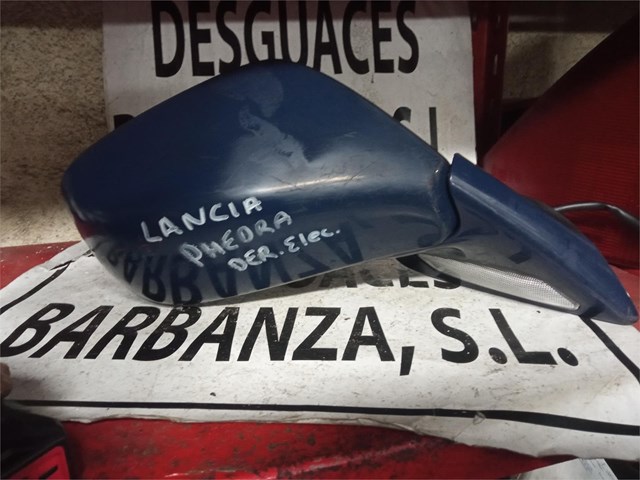 DESGUACES
LANCIA
PHEDRA
DER. Elec.
BARBANZA, S.L.